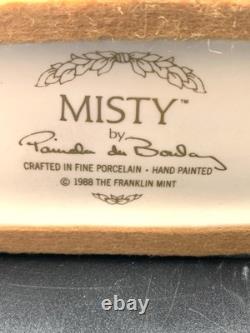 MISTY™
by
Pamela du Boulay
CRAFTED IN FINE PORCELAIN • HAND PAINTED
© 1988 THE FRANKLIN MINT